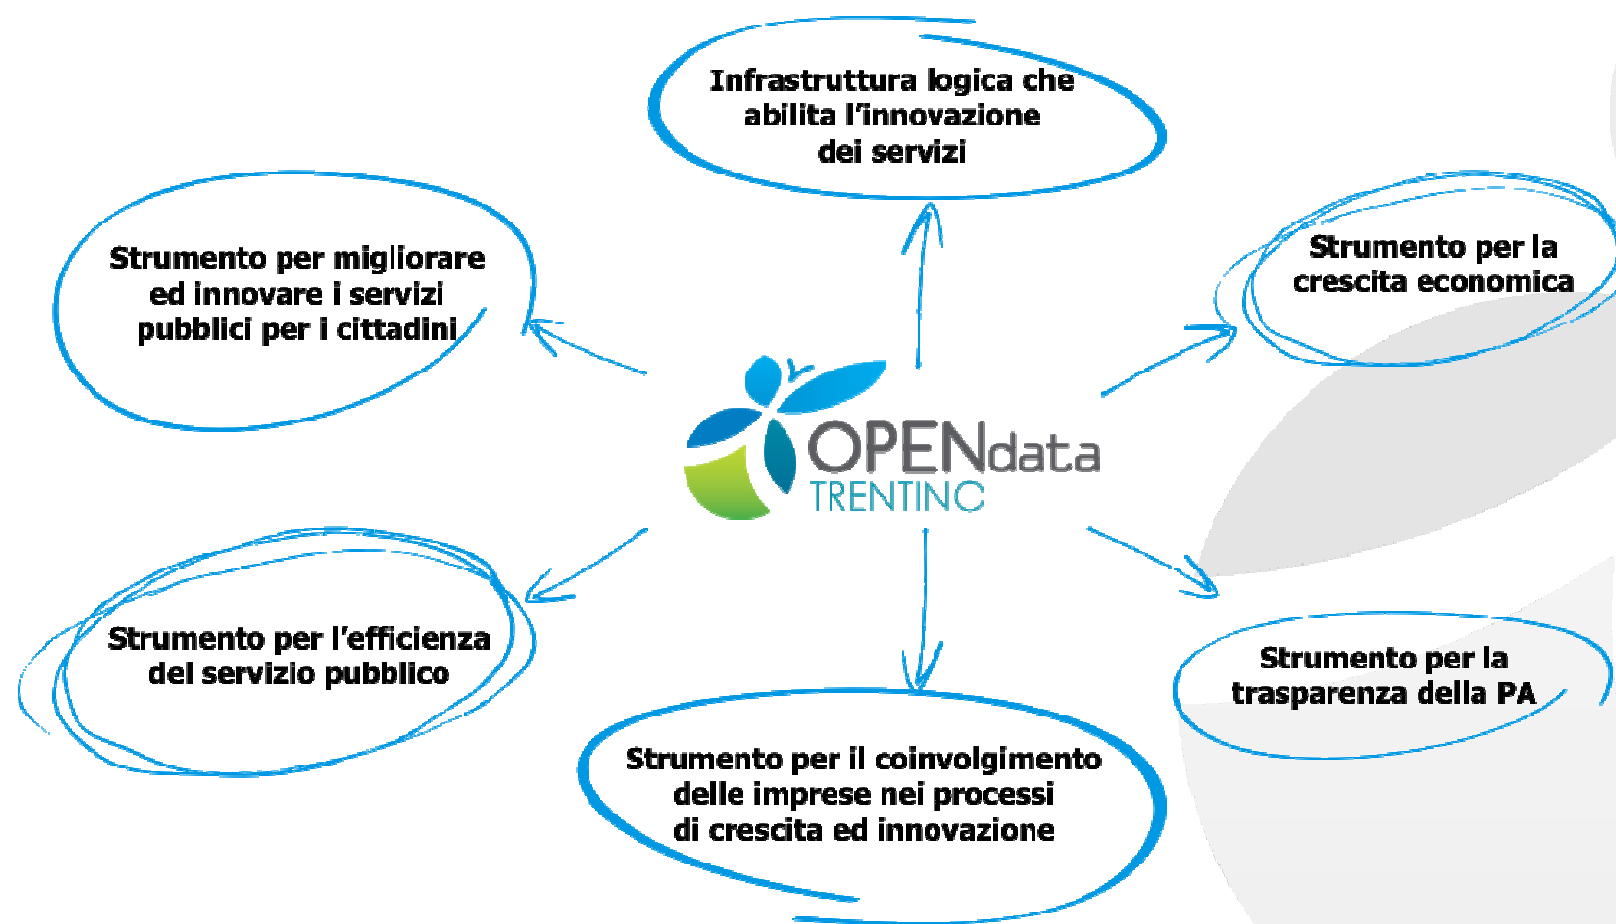 Infrastruttura logica che
abilita l'innovazione
dei servizi
Strumento per migliorare
ed innovare i servizi
pubblici per i cittadini
Strumento per la
crescita economica
OPENdata
TRENTINO
Strumento per l'efficienza
del servizio pubblico
Strumento per la
trasparenza della PA
Strumento per il coinvolgimento
delle imprese nei processi
di crescita ed innovazione